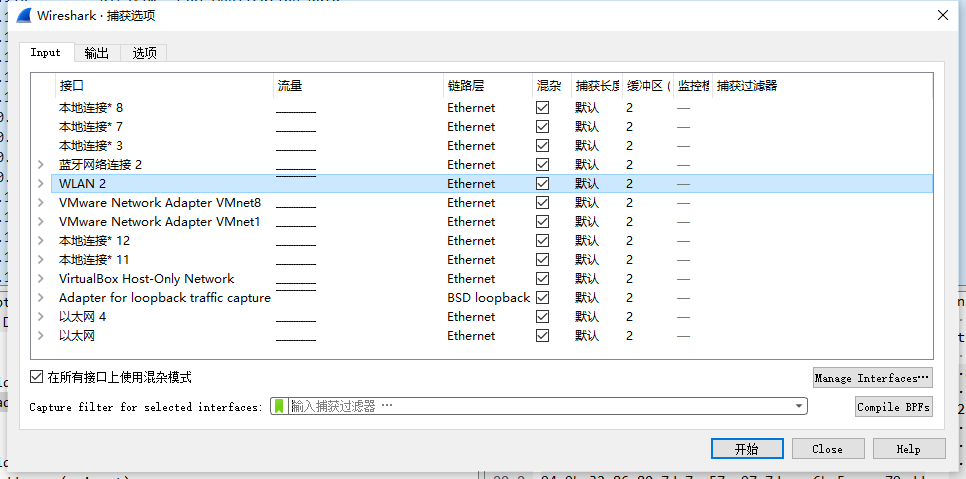 Wireshark · 捕获选项
Input 输出 选项
接口 流量 链路层 混杂 捕获长度 缓冲区 ( 监控模 捕获过滤器
本地连接* 8 Ethernet 默认 2 —
本地连接* 7 Ethernet 默认 2 —
本地连接* 3 Ethernet 默认 2 —
蓝牙网络连接 2 Ethernet 默认 2 —
WLAN 2 Ethernet 默认 2 —
VMware Network Adapter VMnet8 Ethernet 默认 2 —
VMware Network Adapter VMnet1 Ethernet 默认 2 —
本地连接* 12 Ethernet 默认 2 —
本地连接* 11 Ethernet 默认 2 —
VirtualBox Host-Only Network Ethernet 默认 2 —
Adapter for loopback traffic capture BSD loopback 默认 2 —
以太网 4 Ethernet 默认 2 —
以太网 Ethernet 默认 2 —
在所有接口上使用混杂模式 Manage Interfaces…
Capture filter for selected interfaces: 输入捕获过滤器 … Compile BPFs
开始 Close Help